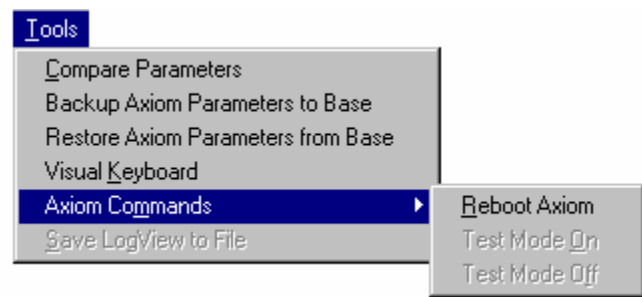 Tools
Compare Parameters
Backup Axiom Parameters to Base
Restore Axiom Parameters from Base
Visual Keyboard
Axiom Commands
Save LogView to File
Reboot Axiom
Test Mode On
Test Mode Off